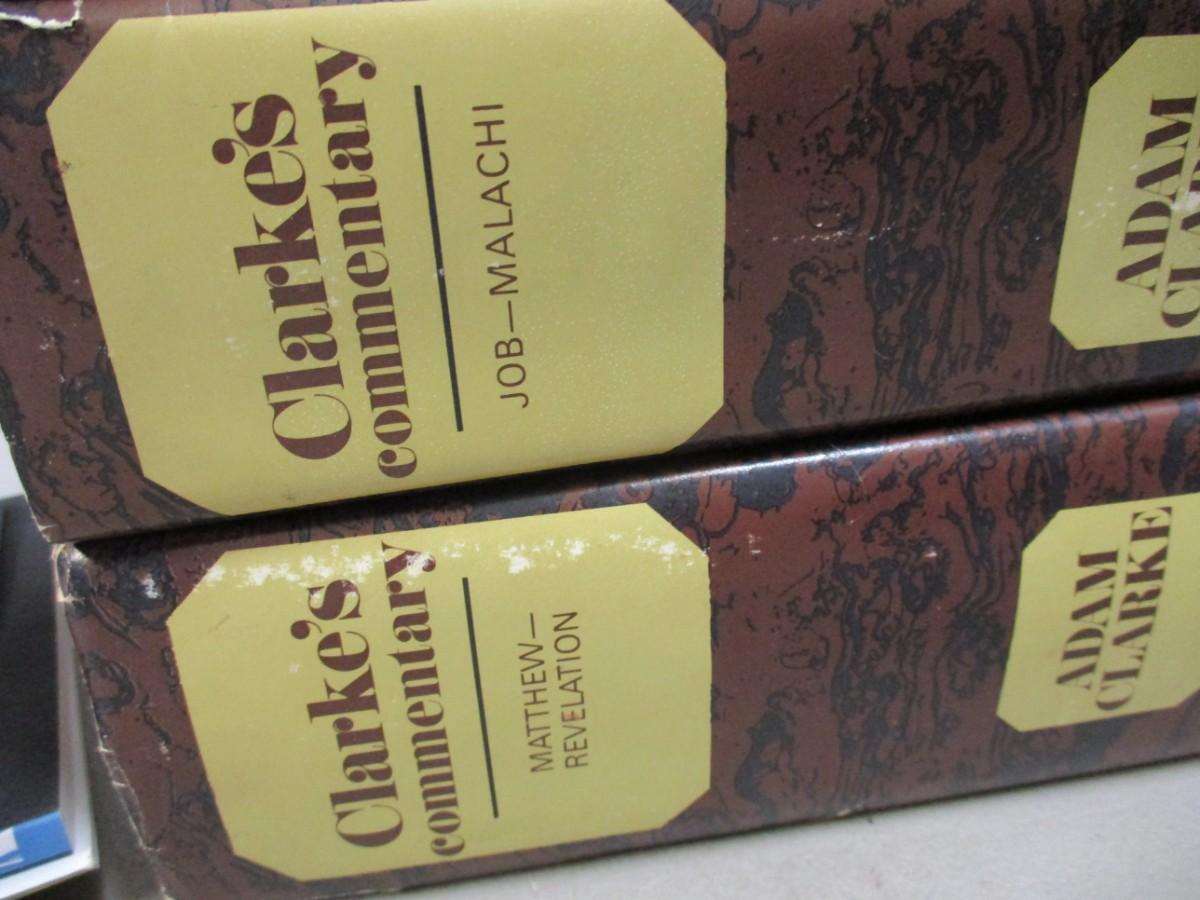 Clarke's
commentary
JOB–MALACHI
ADAM
Clarke's
commentary
MATTHEW–
REVELATION
ADAM
CLARKE